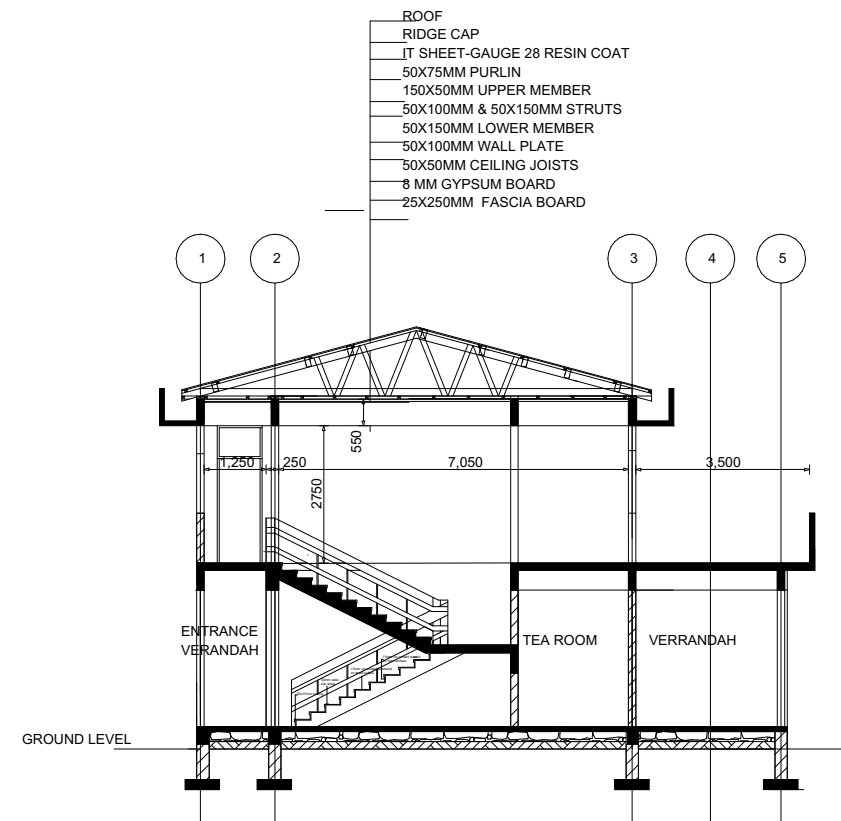 ROOF
RIDGE CAP
IT SHEET-GAUGE 28 RESIN COAT
50X75MM PURLIN
150X50MM UPPER MEMBER
50X100MM & 50X150MM STRUTS
50X150MM LOWER MEMBER
50X100MM WALL PLATE
50X50MM CEILING JOISTS
8 MM GYPSUM BOARD
25X250MM FASCIA BOARD
1 2 3 4 5
550
1,250 250 7,050 3,500
2750
ENTRANCE
VERANDAH
TEA ROOM
VERRANDAH
GROUND LEVEL